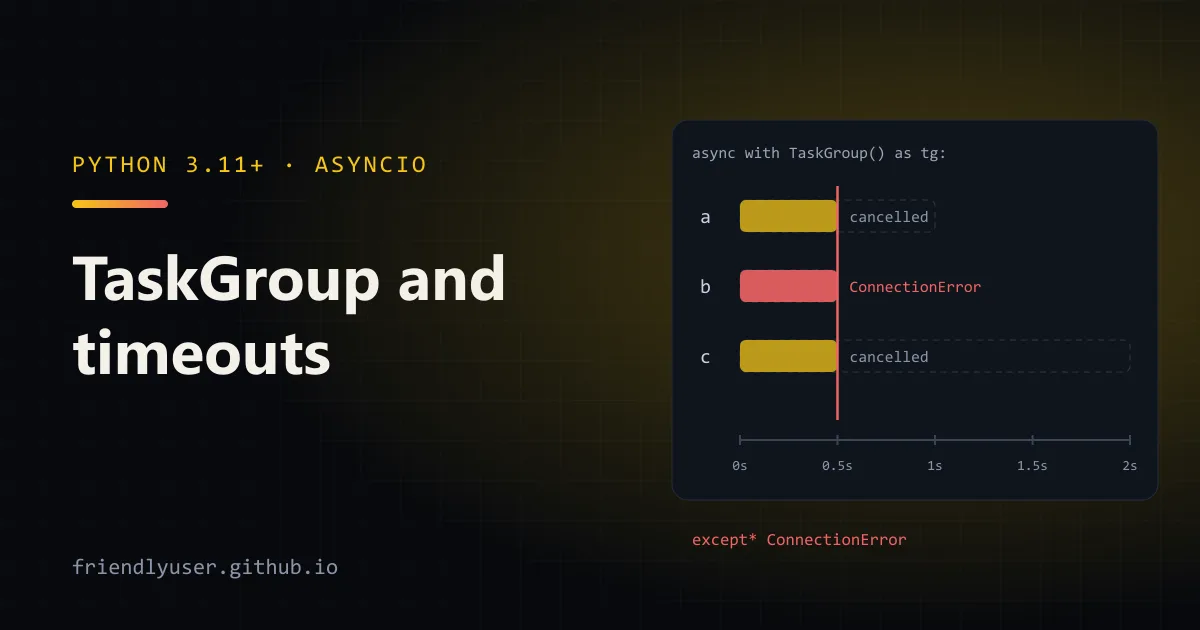 PYTHON 3.11+ · ASYNCIO
TaskGroup and
timeouts
friendlyuser.github.io
async with TaskGroup() as tg:
a cancelled
b ConnectionError
c cancelled
0s 0.5s 1s 1.5s 2s
except* ConnectionError